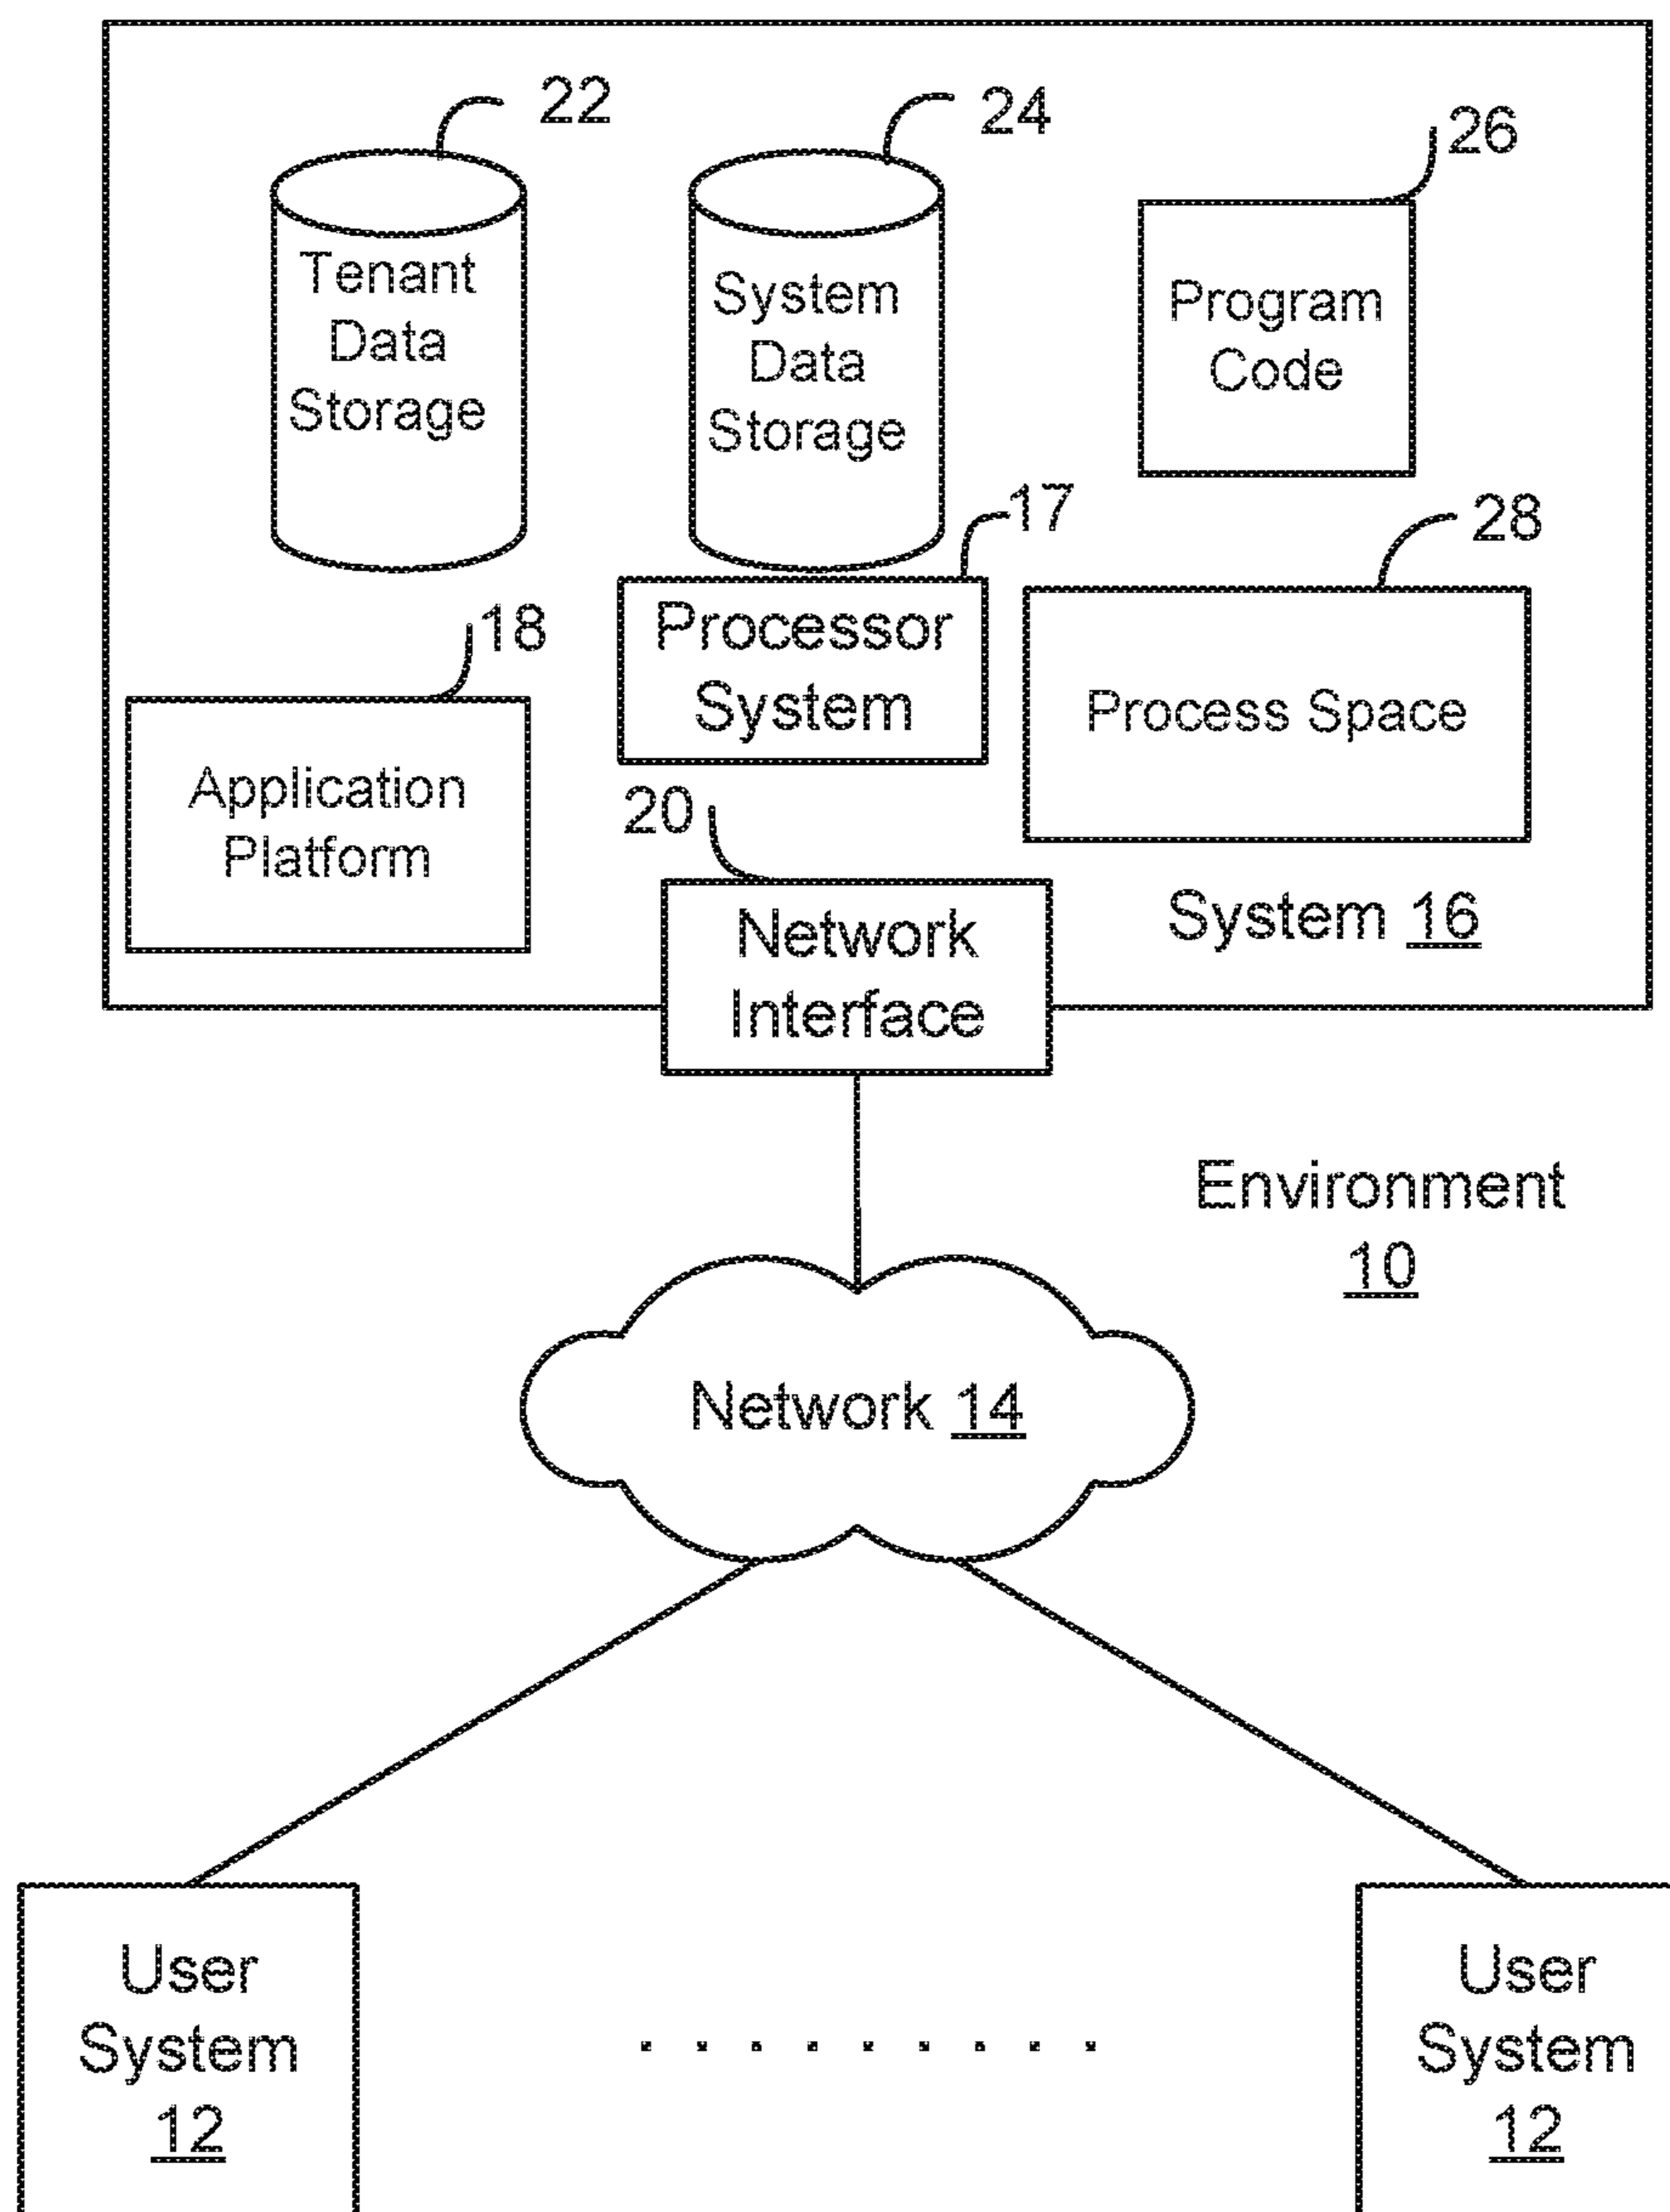 22
24
26
Tenant
Data
Storage
System
Data
Storage
Program
Code
17
28
18
Processor
System
Process Space
Application
Platform
20
Network
Interface
System 16
Environment
10
Network 14
User
System
12
User
System
12